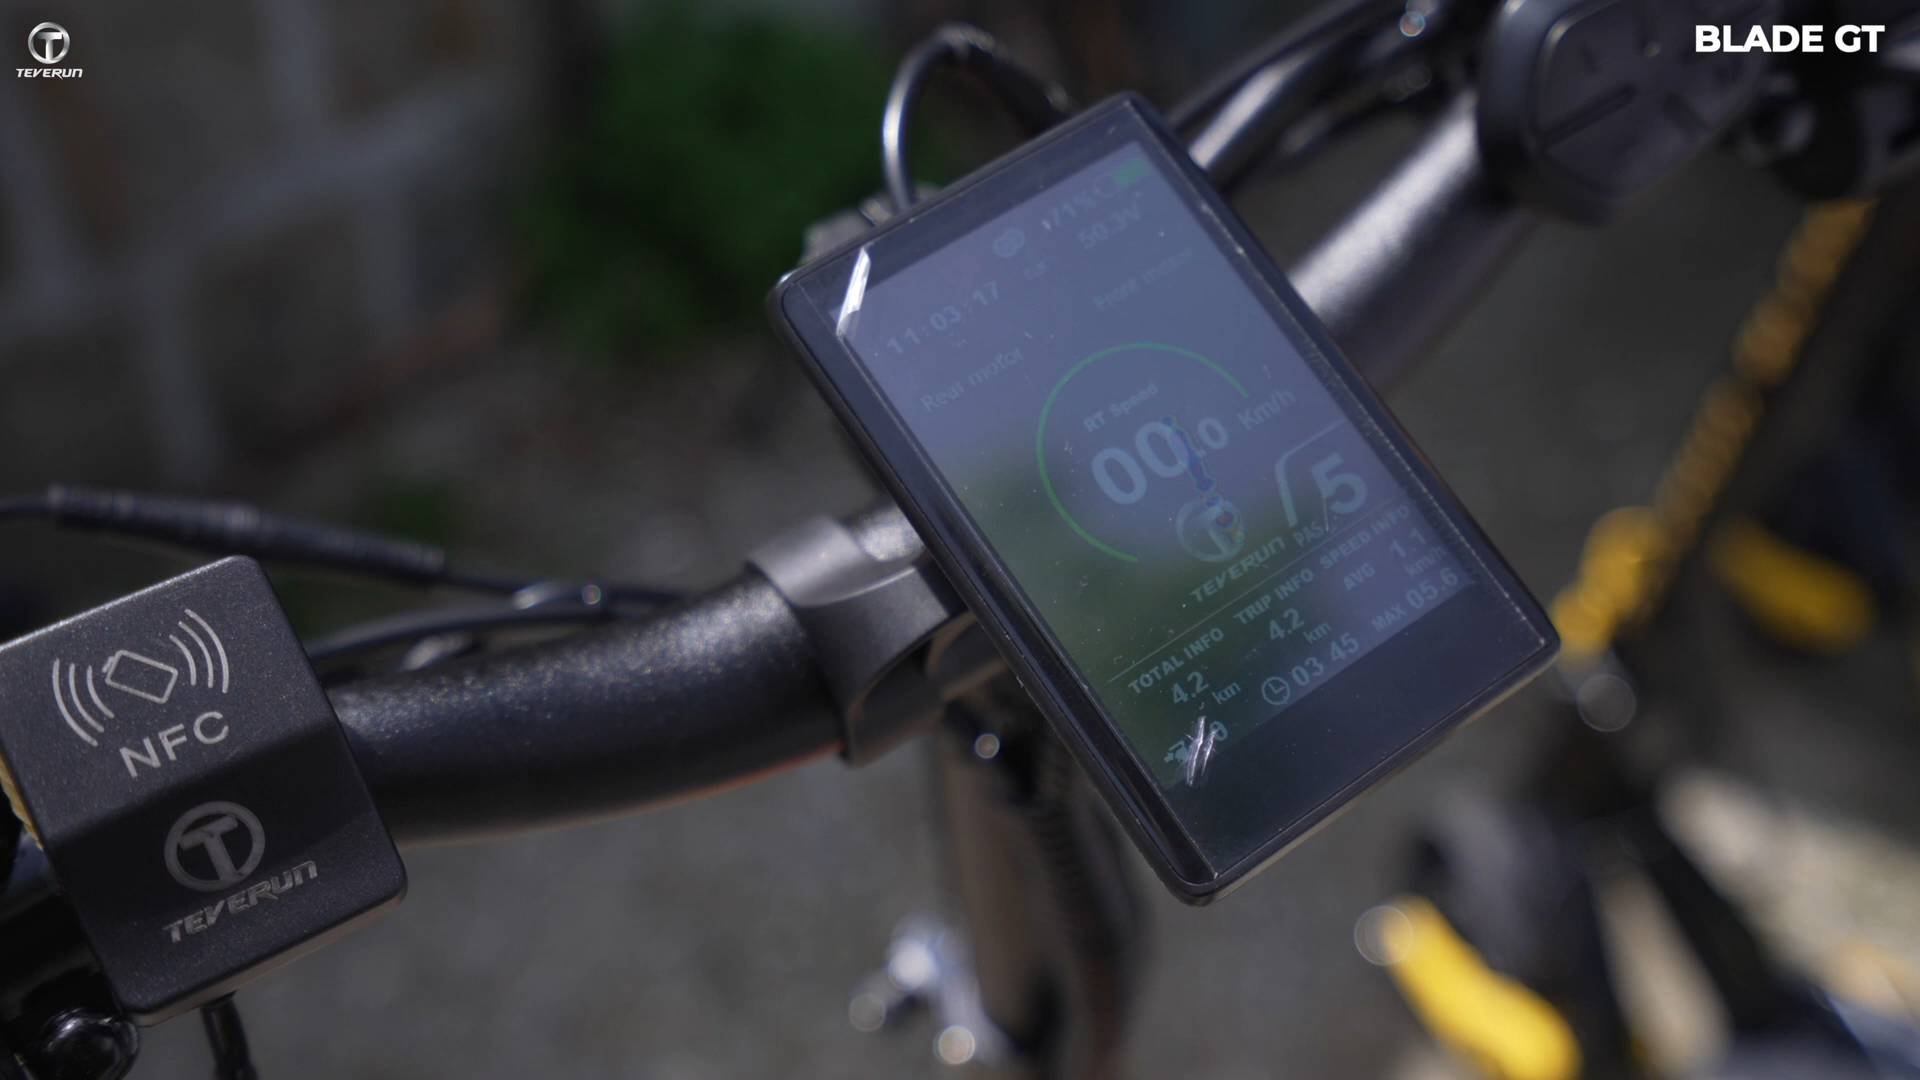 TEVERUN
BLADE GT
71%
50.3V
11:03:17
Front motor
Rear motor
RT Speed
00.0 Km/h
5
PAS
TEVERUN
TOTAL INFO TRIP INFO SPEED INFO
4.2 km
4.2 km
AVG 1.1 km/h
03 45
MAX 05.6
NFC
TEVERUN